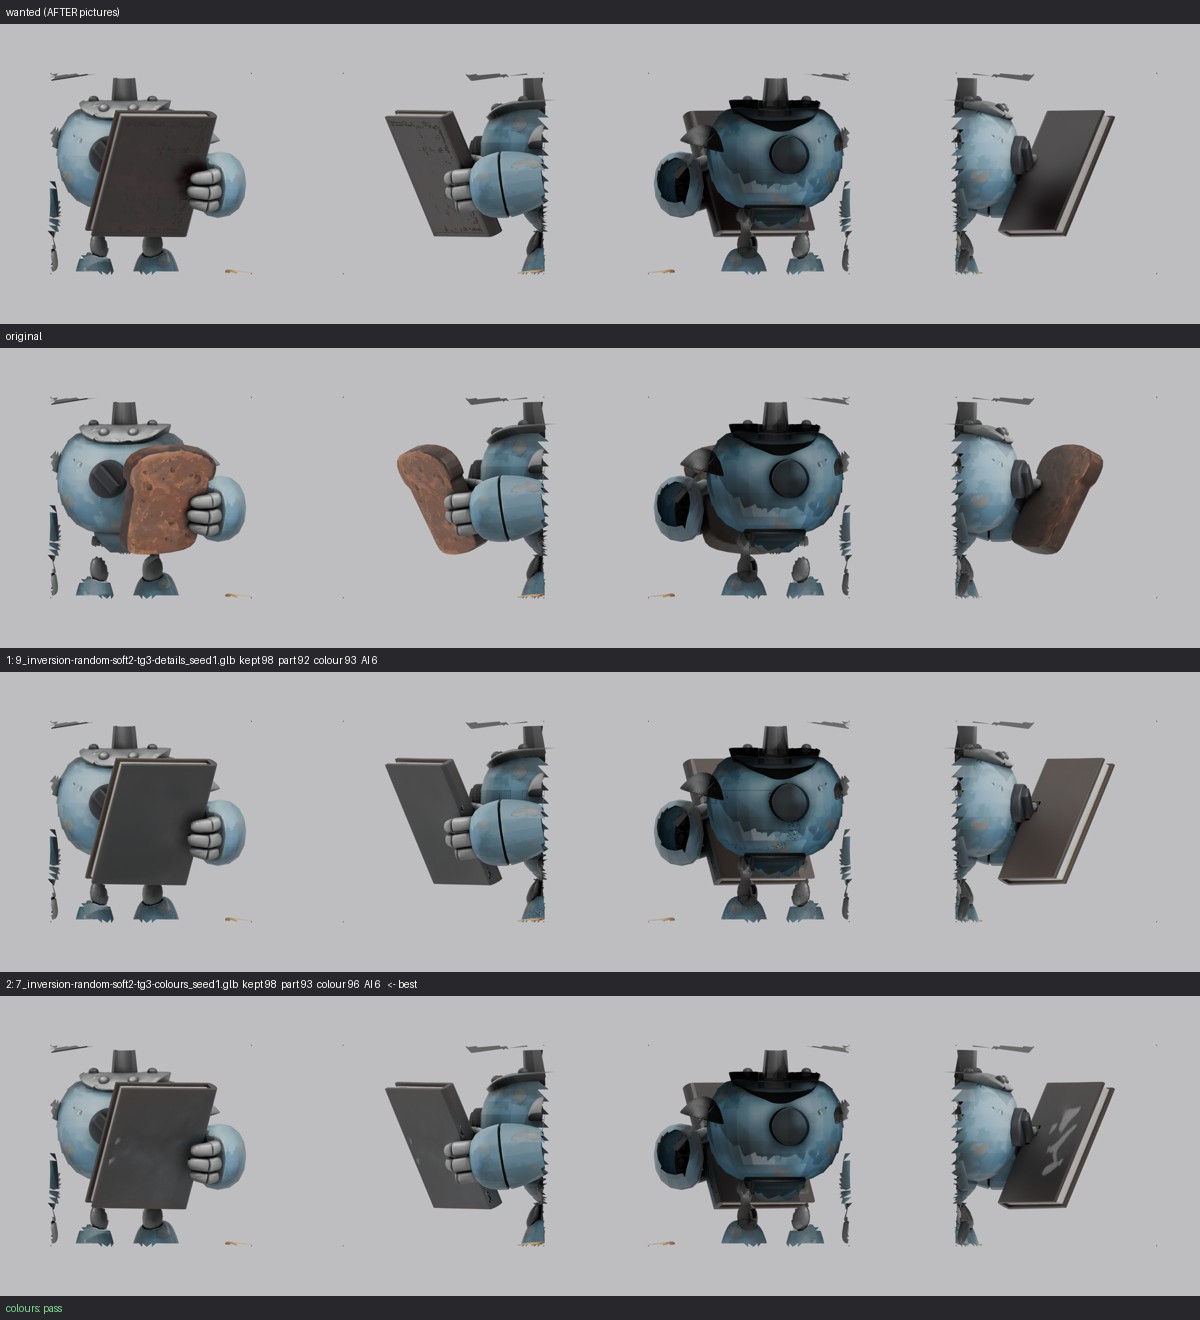 wanted (AFTER pictures)
original
1: 9_inversion-random-soft2-tg3-details_seed1.glb kept 98 part 92 colour 93 AI 6
2: 7_inversion-random-soft2-tg3-colours_seed1.glb kept 98 part 93 colour 96 AI 6 <- best
colours: pass